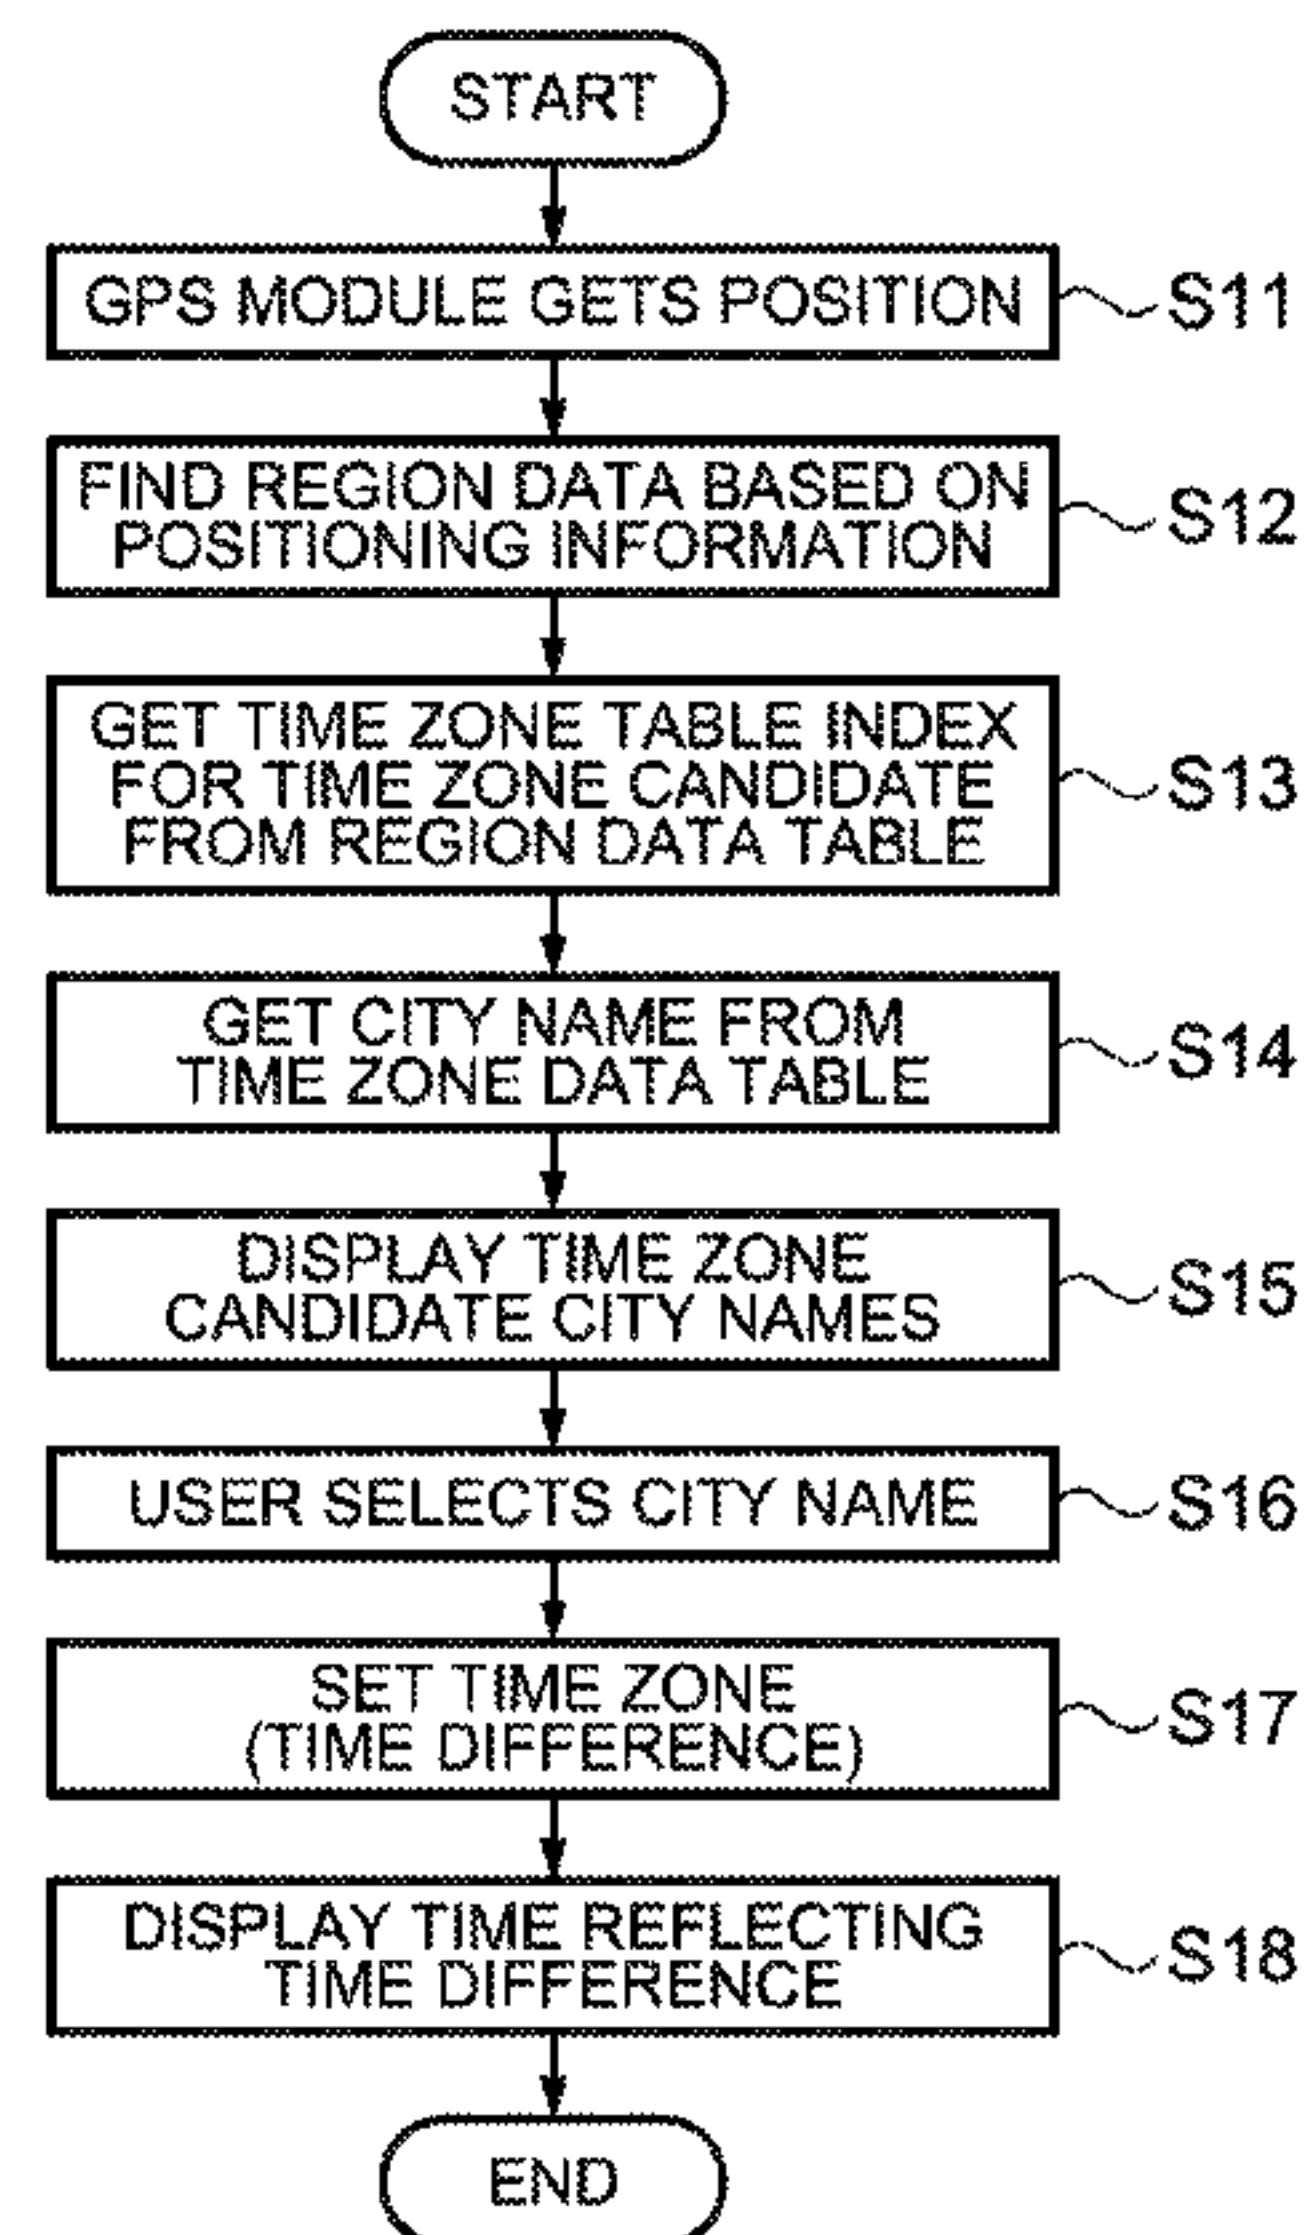 START
GPS MODULE GETS POSITION
S11
FIND REGION DATA BASED ON
POSITIONING INFORMATION
S12
GET TIME ZONE TABLE INDEX
FOR TIME ZONE CANDIDATE
FROM REGION DATA TABLE
S13
GET CITY NAME FROM
TIME ZONE DATA TABLE
S14
DISPLAY TIME ZONE
CANDIDATE CITY NAMES
S15
USER SELECTS CITY NAME
S16
SET TIME ZONE
(TIME DIFFERENCE)
S17
DISPLAY TIME REFLECTING
TIME DIFFERENCE
S18
END